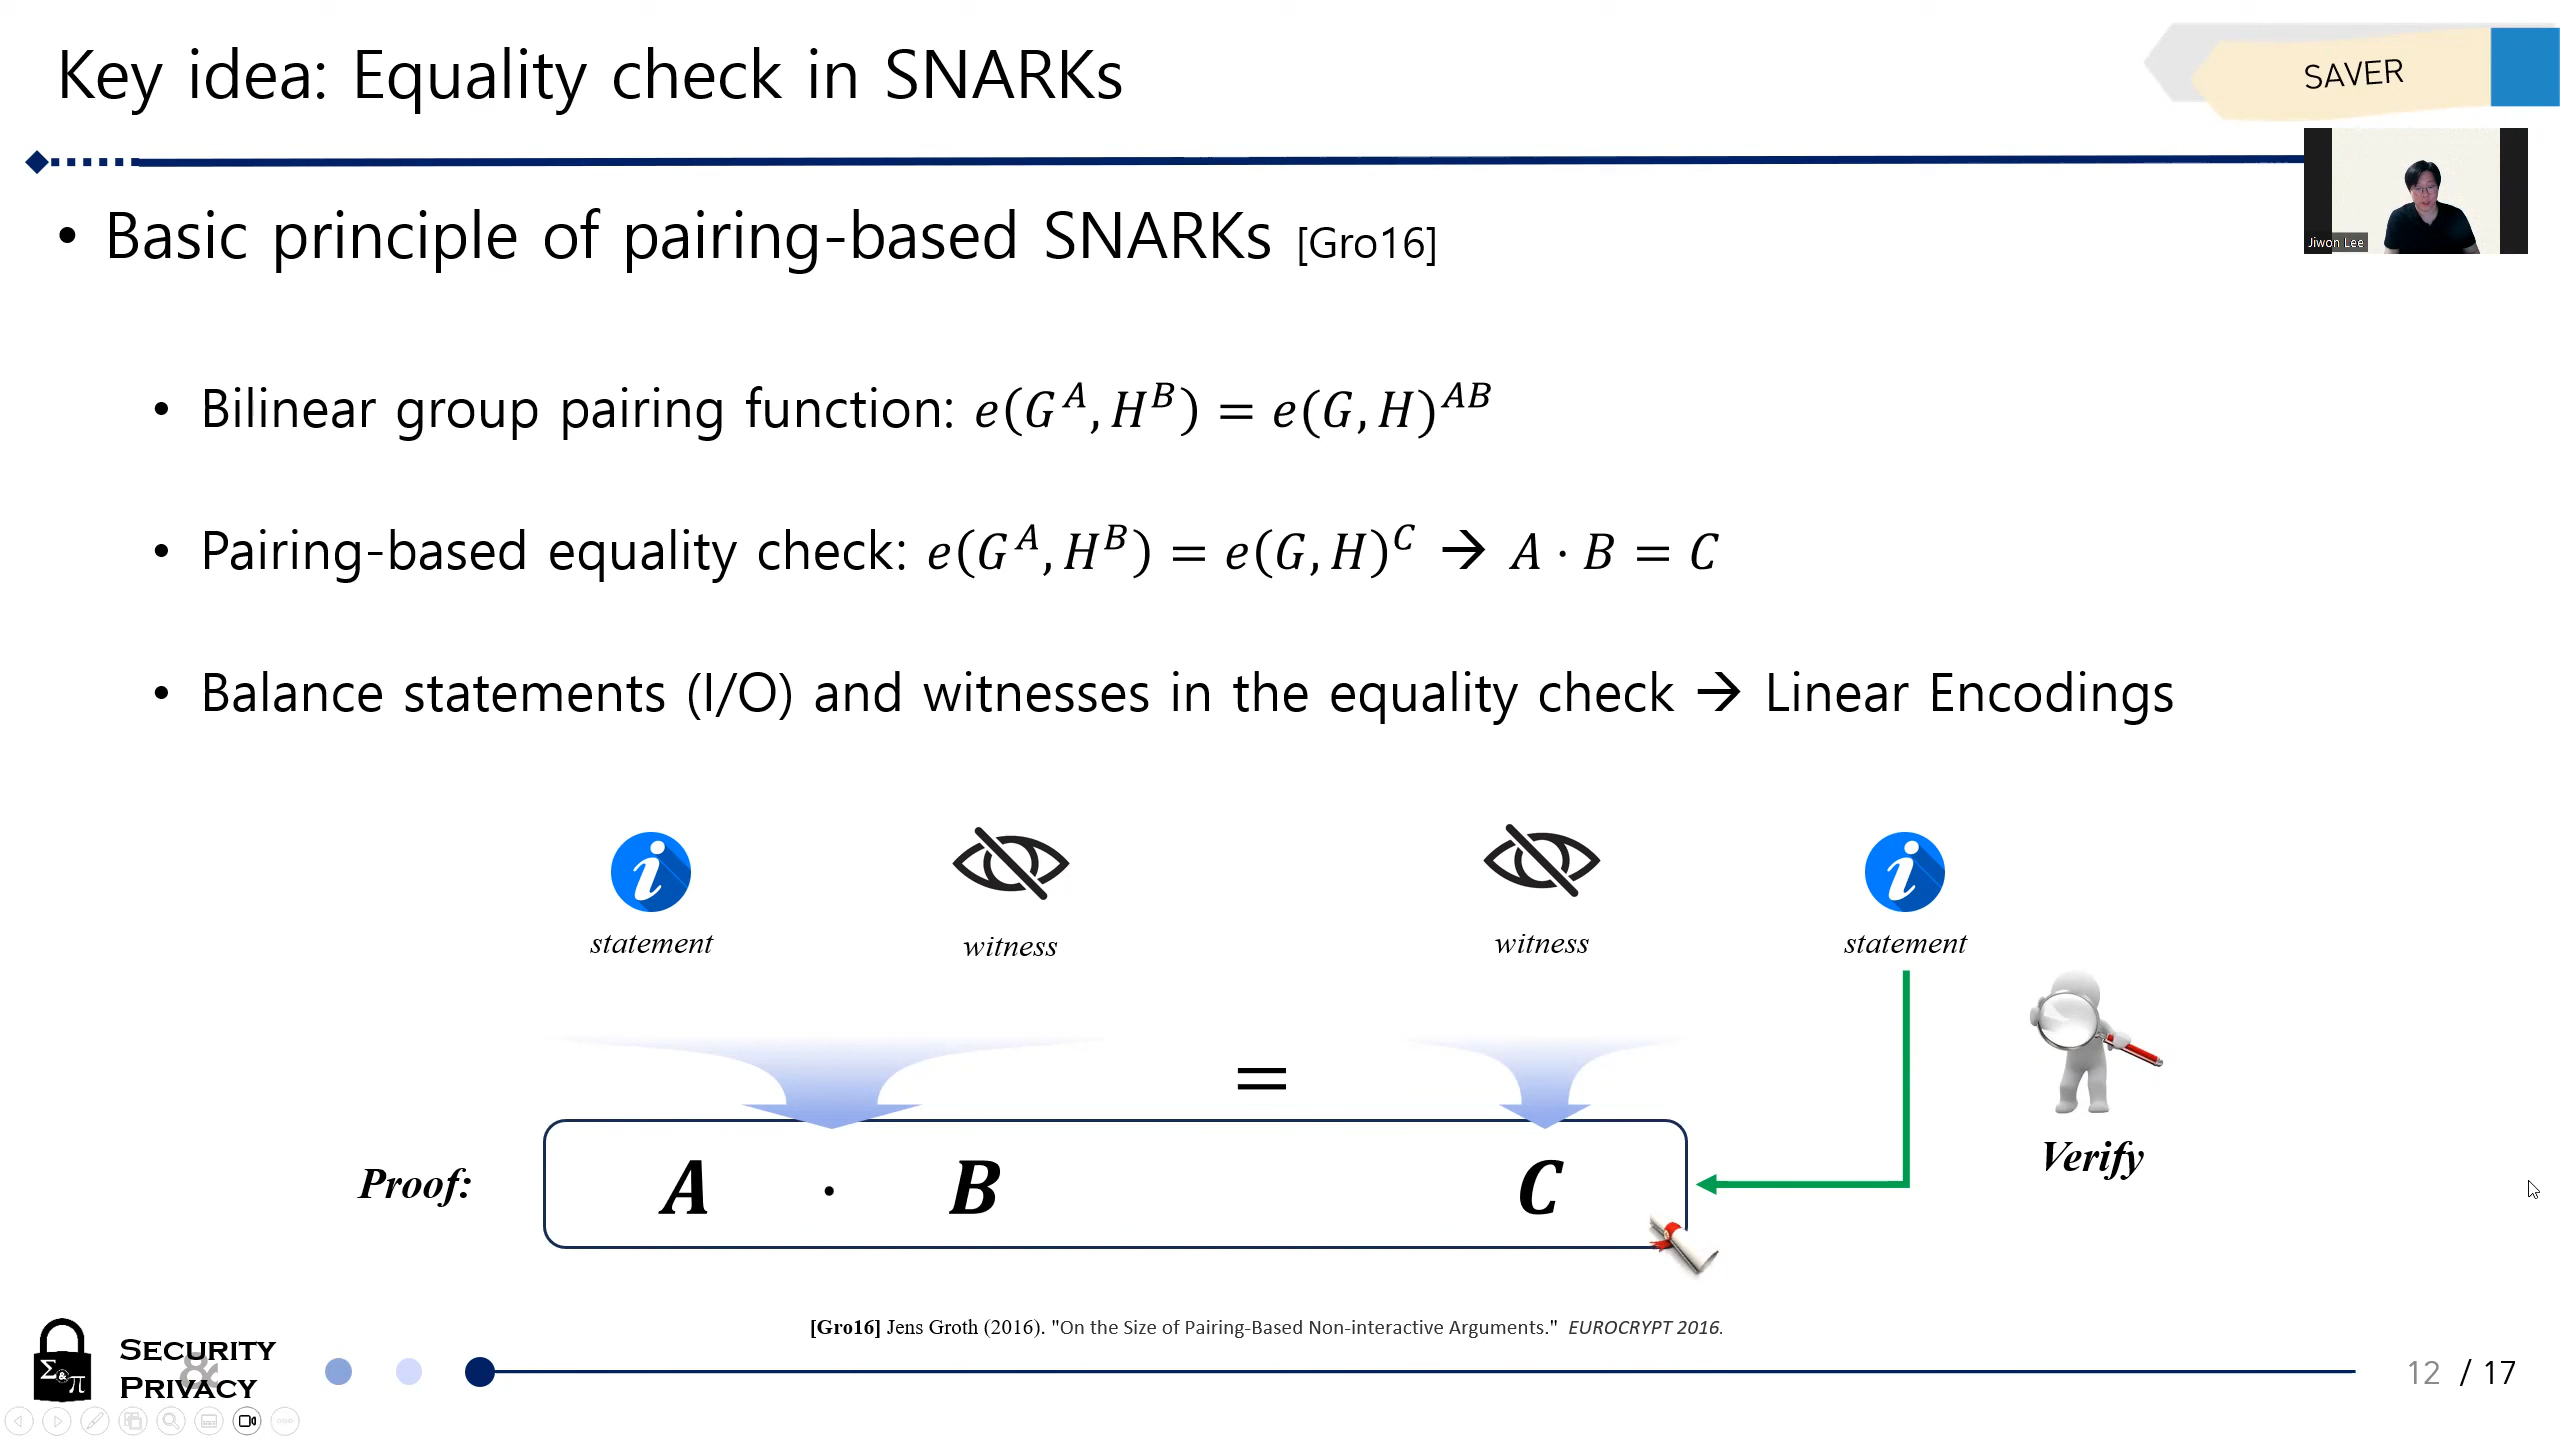 Key idea: Equality check in SNARKs
SAVER
Jiwon Lee
• Basic principle of pairing-based SNARKs [Gro16]
• Bilinear group pairing function: e(G^A, H^B) = e(G, H)^{AB}
• Pairing-based equality check: e(G^A, H^B) = e(G, H)^C → A · B = C
• Balance statements (I/O) and witnesses in the equality check → Linear Encodings
statement witness witness statement
=
Verify
Proof: A · B C
[Gro16] Jens Groth (2016). "On the Size of Pairing-Based Non-interactive Arguments." EUROCRYPT 2016.
Σ&π
SECURITY
&
PRIVACY
12 / 17